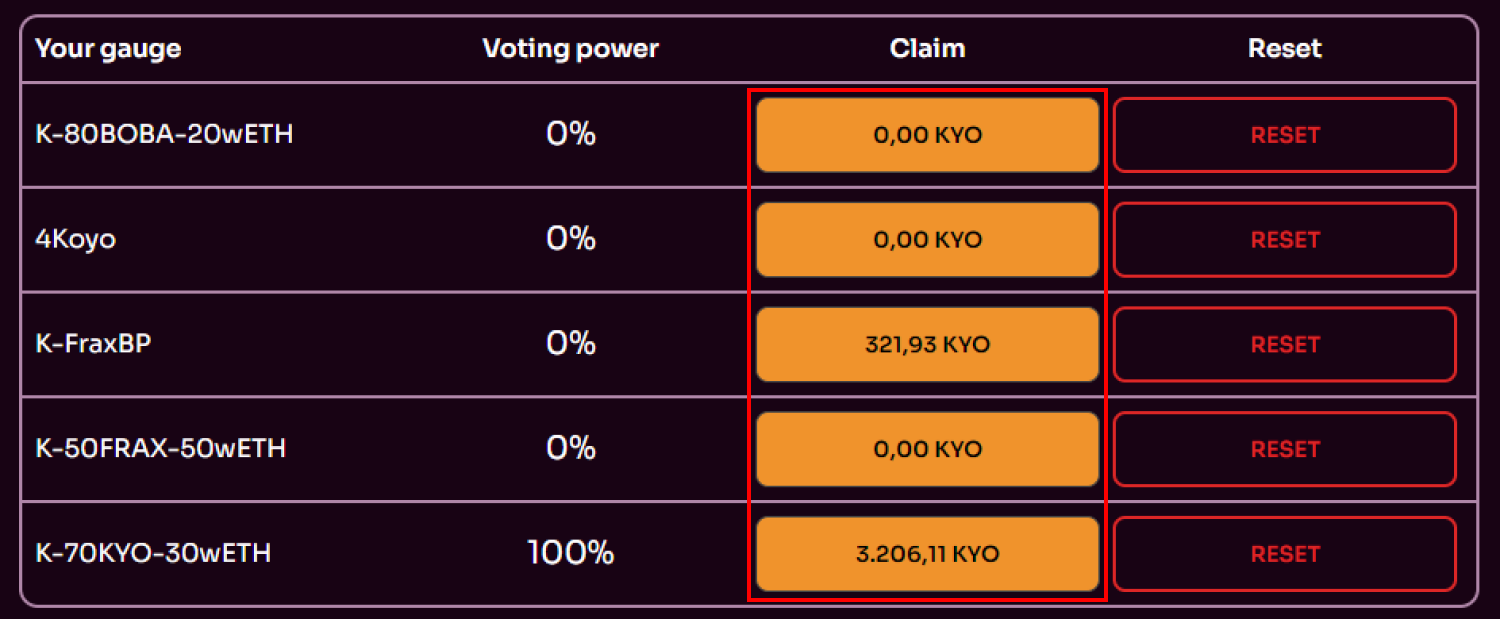 Your gauge Voting power Claim Reset
K-80BOBA-20wETH 0% 0,00 KYO RESET
4Koyo 0% 0,00 KYO RESET
K-FraxBP 0% 321,93 KYO RESET
K-50FRAX-50wETH 0% 0,00 KYO RESET
K-70KYO-30wETH 100% 3.206,11 KYO RESET